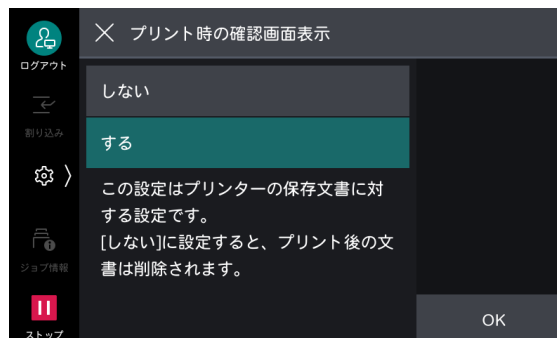 プリント時の確認画面表示
ログアウト
しない
割り込み
する
この設定はプリンターの保存文書に対
する設定です。
[しない]に設定すると、プリント後の文
書は削除されます。
ジョブ情報
OK
ストップ